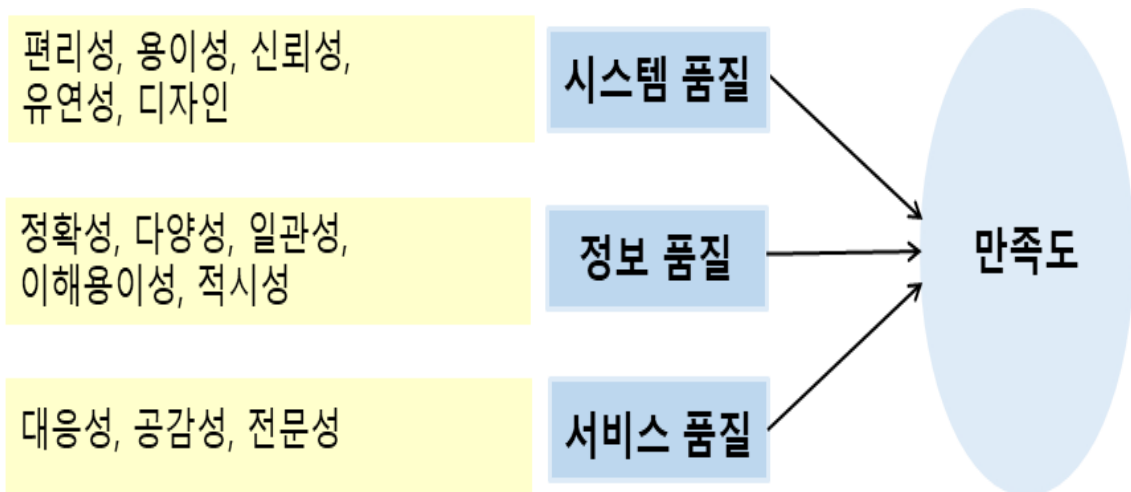 편리성, 용이성, 신뢰성,
유연성, 디자인
시스템 품질
정확성, 다양성, 일관성,
이해용이성, 적시성
정보 품질
만족도
대응성, 공감성, 전문성
서비스 품질